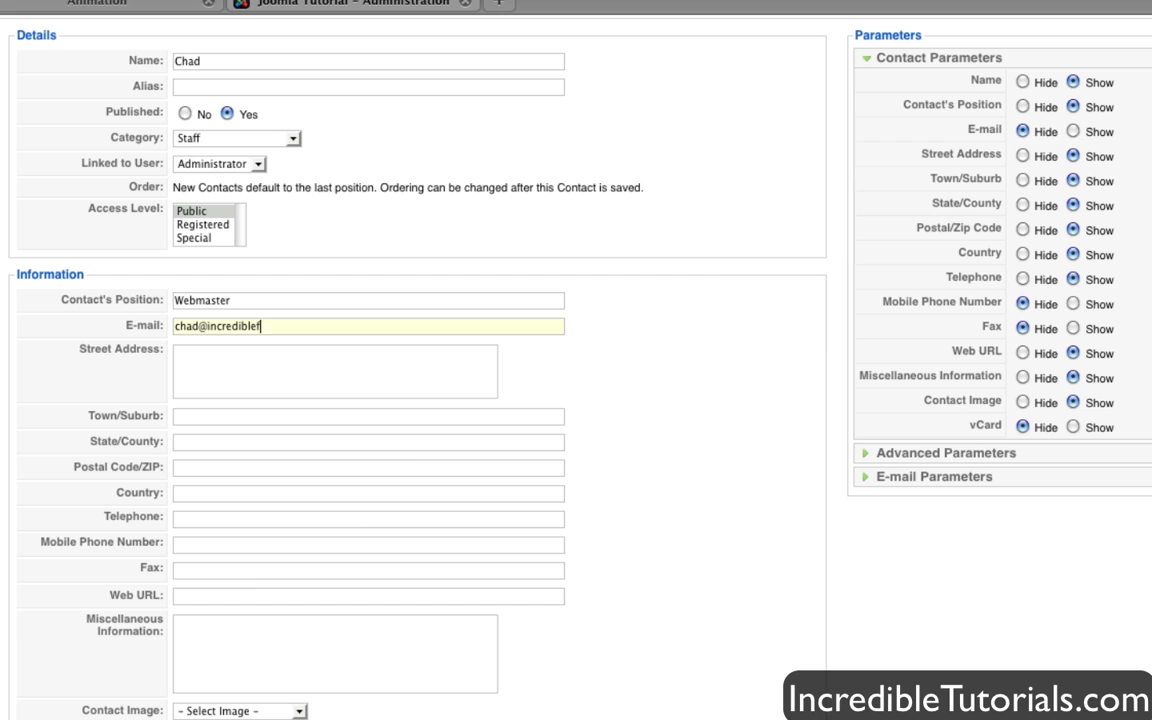 Animation
Joomla Tutorial - Administration
Details
Name: Chad
Alias:
Published: No Yes
Category: Staff
Linked to User: Administrator
Order: New Contacts default to the last position. Ordering can be changed after this Contact is saved.
Access Level: Public
Registered
Special
Information
Contact's Position: Webmaster
E-mail: chad@incrediblef
Street Address:
Town/Suburb:
State/County:
Postal Code/ZIP:
Country:
Telephone:
Mobile Phone Number:
Fax:
Web URL:
Miscellaneous
Information:
Contact Image: - Select Image -
Parameters
Contact Parameters
Name Hide Show
Contact's Position Hide Show
E-mail Hide Show
Street Address Hide Show
Town/Suburb Hide Show
State/County Hide Show
Postal/Zip Code Hide Show
Country Hide Show
Telephone Hide Show
Mobile Phone Number Hide Show
Fax Hide Show
Web URL Hide Show
Miscellaneous Information Hide Show
Contact Image Hide Show
vCard Hide Show
Advanced Parameters
E-mail Parameters
IncredibleTutorials.com